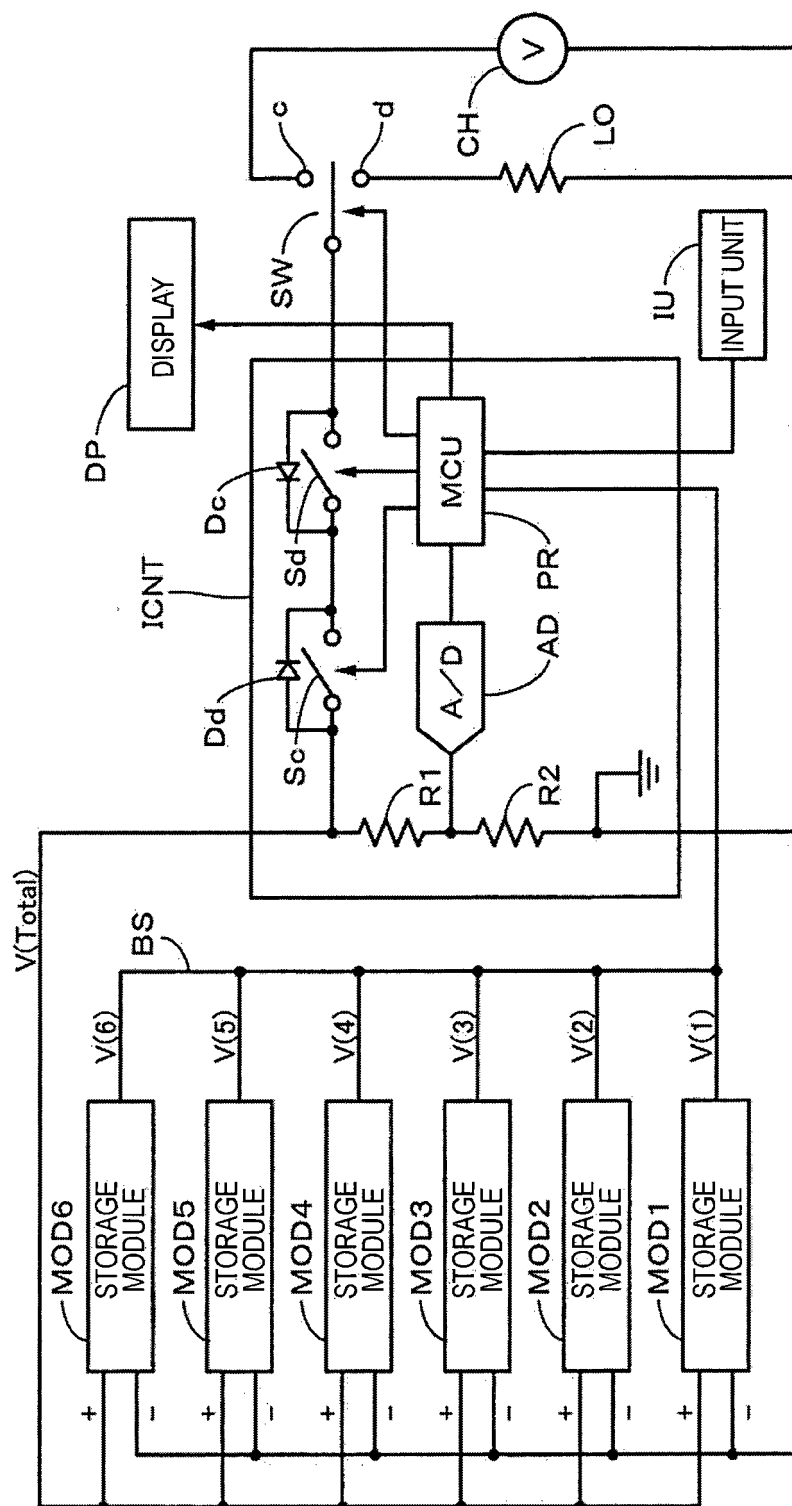 V(Total)
MOD6
STORAGE
MODULE
+
-
V(6)
BS
MOD5
STORAGE
MODULE
+
-
V(5)
MOD4
STORAGE
MODULE
+
-
V(4)
MOD3
STORAGE
MODULE
+
-
V(3)
MOD2
STORAGE
MODULE
+
-
V(2)
MOD1
STORAGE
MODULE
+
-
V(1)
ICNT
Dd
Sc
Dc
Sd
R1
R2
A/D
AD
MCU
PR
DP
DISPLAY
SW
c
d
CH
V
LO
IU
INPUT UNIT